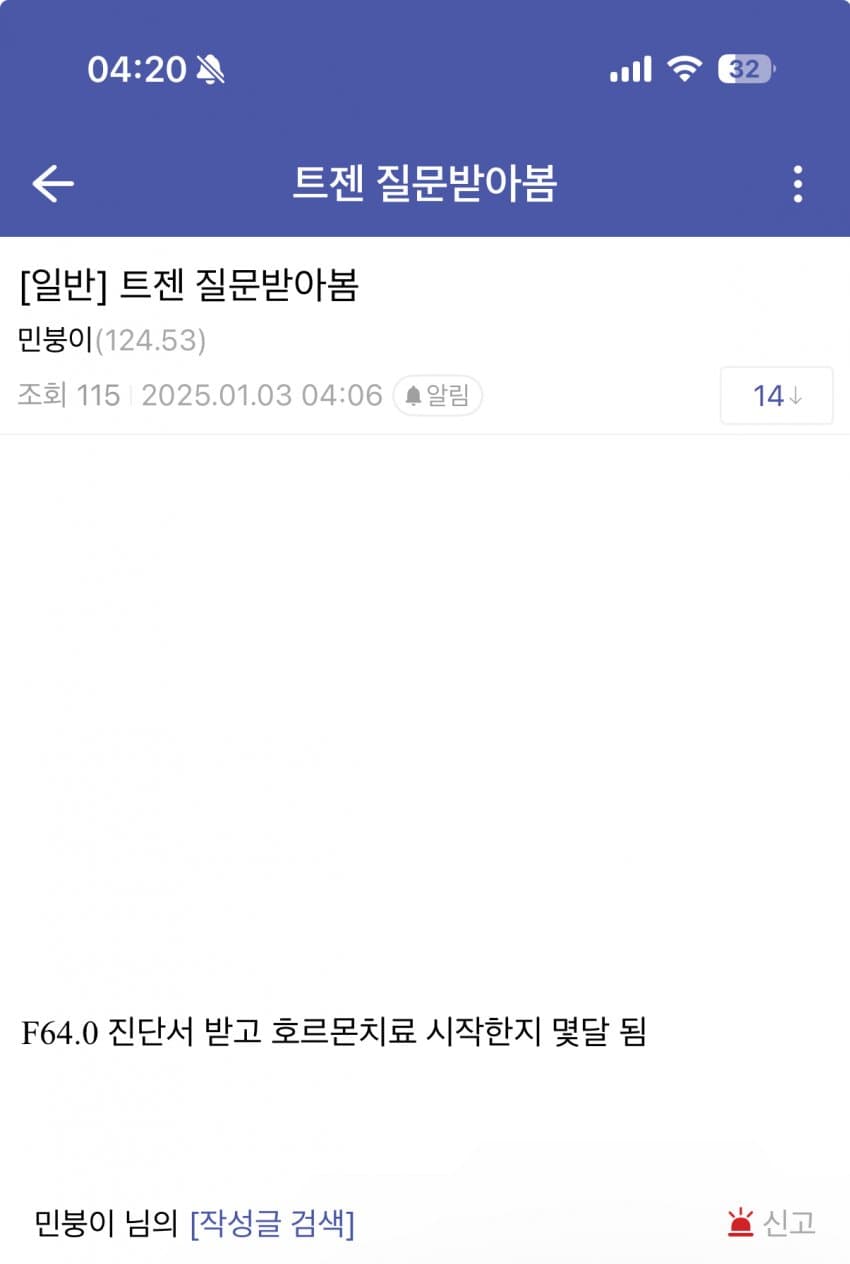 04:20 32
트젠 질문받아봄
[일반] 트젠 질문받아봄
민붕이(124.53)
조회 115 2025.01.03 04:06 알림 14↓
F64.0 진단서 받고 호르몬치료 시작한지 몇달 됨
민붕이 님의 [작성글 검색] 신고